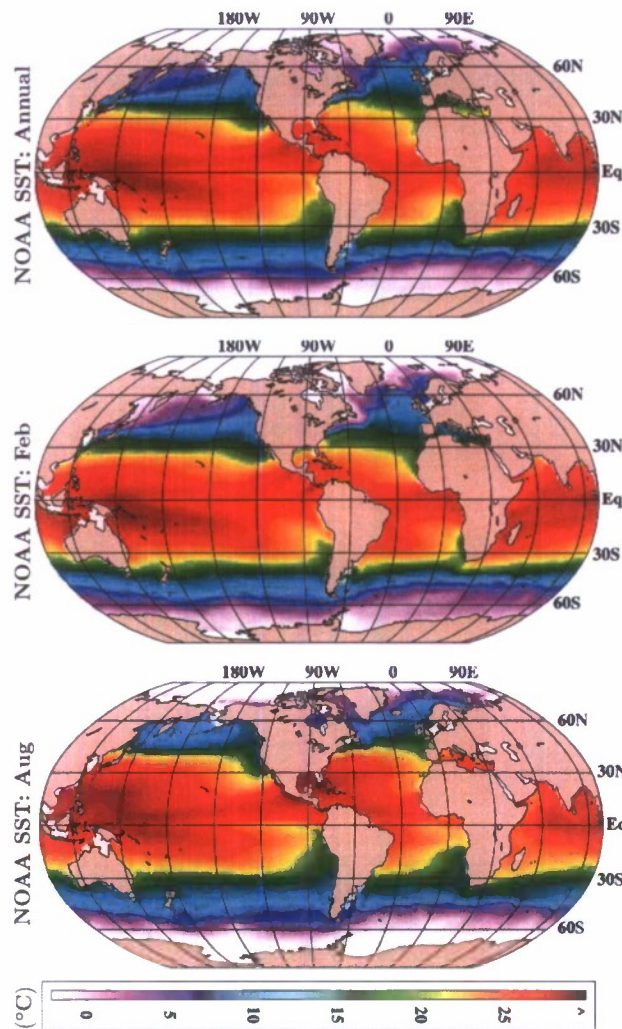 180W 90W 0 90E
NOAA SST: Annual
60N
30N
Eq
30S
60S
180W 90W 0 90E
NOAA SST: Feb
60N
30N
Eq
30S
60S
180W 90W 0 90E
NOAA SST: Aug
60N
30N
Eq
30S
60S
(°C)
0 5 10 15 20 25 >